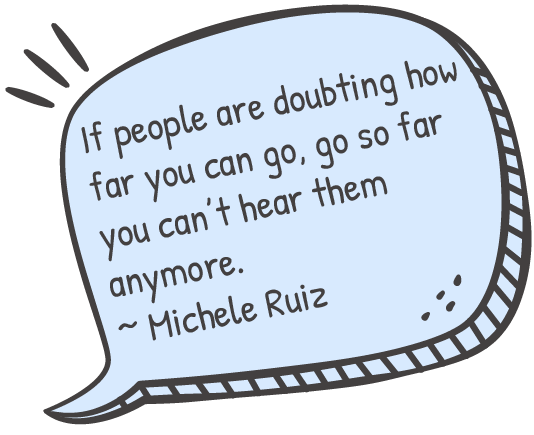 If people are doubting how
far you can go, go so far
you can't hear them
anymore.
~ Michele Ruiz